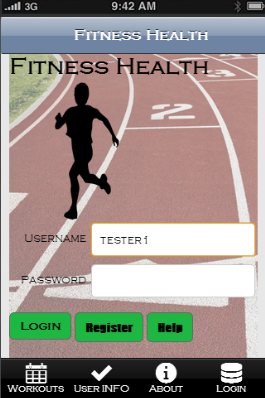 3G 9:42 AM
Fitness Health
Fitness Health
2
Username TESTER1
Password
Login Register Help
Workouts User INFO About Login